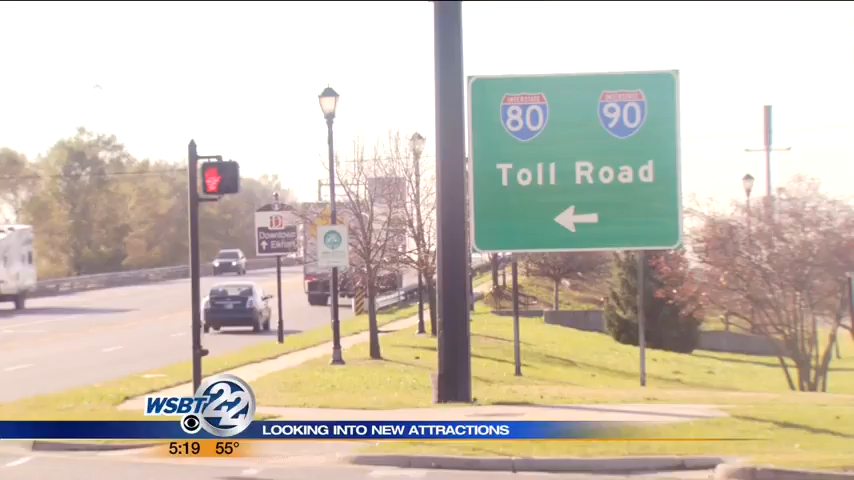 INTERSTATE
80
INTERSTATE
90
Toll Road
Downtown
Elkhart
WSBT 22
LOOKING INTO NEW ATTRACTIONS
5:19 55°